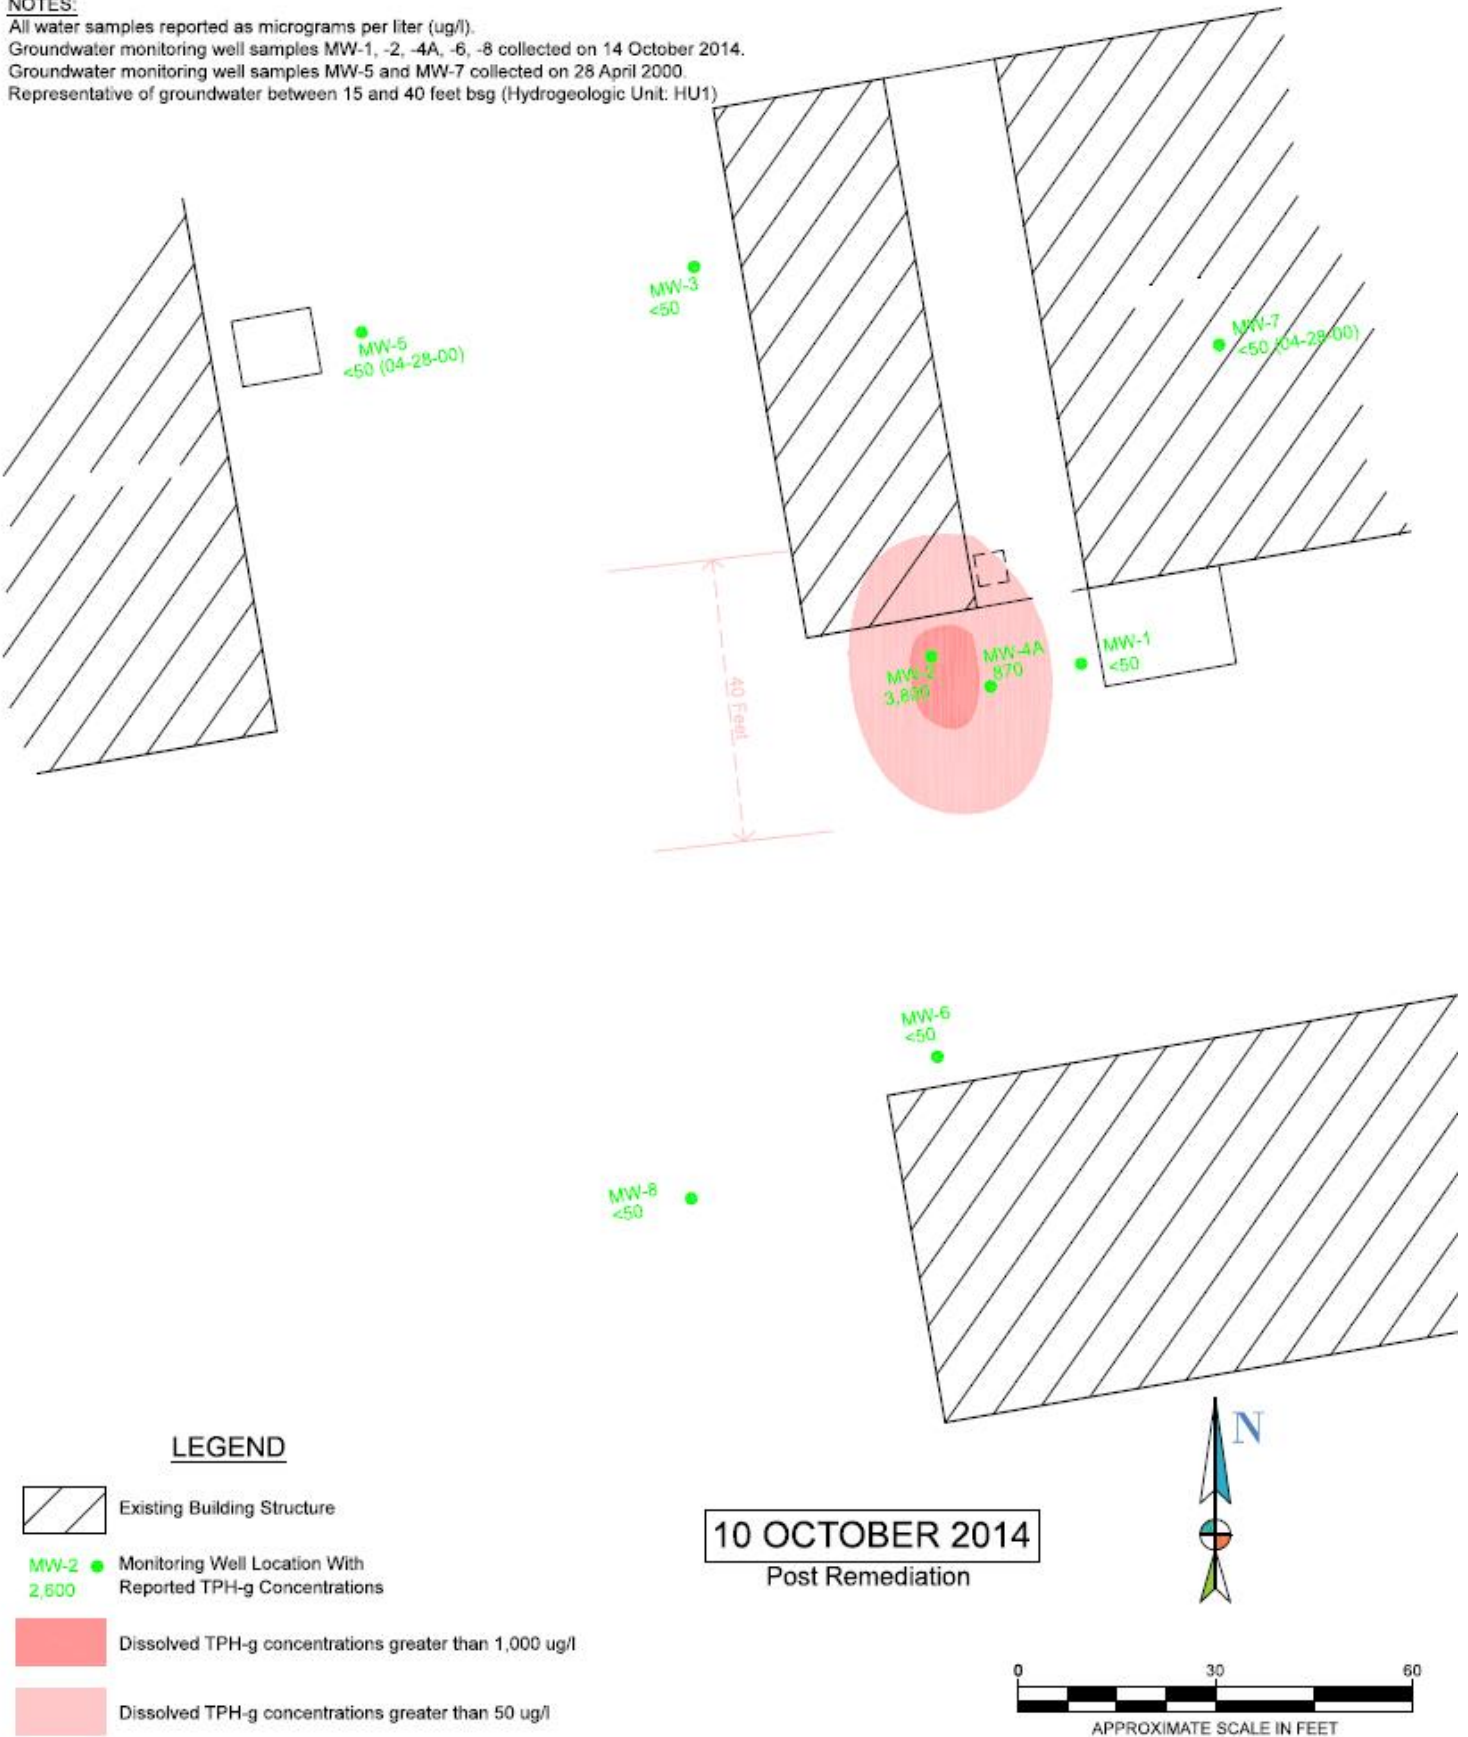 NOTES:
All water samples reported as micrograms per liter (ug/l).
Groundwater monitoring well samples MW-1, -2, -4A, -6, -8 collected on 14 October 2014.
Groundwater monitoring well samples MW-5 and MW-7 collected on 28 April 2000.
Representative of groundwater between 15 and 40 feet bsg (Hydrogeologic Unit: HU1)
MW-3
<50
MW-5
<50 (04-28-00)
MW-7
<50 (04-28-00)
MW-1
<50
MW-4A
870
MW-2
3,800
40 Feet
MW-6
<50
MW-8
<50
N
LEGEND
Existing Building Structure
MW-2
2,600
Monitoring Well Location With
Reported TPH-g Concentrations
Dissolved TPH-g concentrations greater than 1,000 ug/l
Dissolved TPH-g concentrations greater than 50 ug/l
10 OCTOBER 2014
Post Remediation
0 30 60
APPROXIMATE SCALE IN FEET